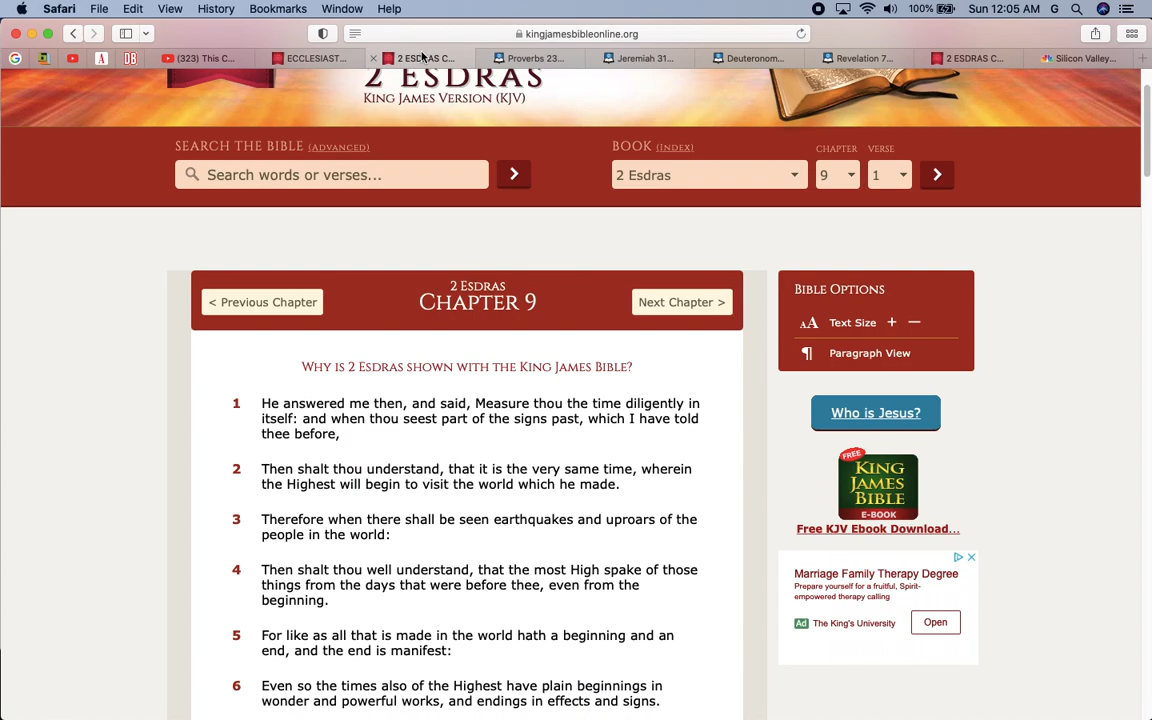 Safari File Edit View History Bookmarks Window Help 100% Sun 12:05 AM G
kingjamesbibleonline.org
G A DB (323) This C... ECCLESIAST... 2 ESDRAS C... Proverbs 23... Jeremiah 31... Deuteronom... Revelation 7... 2 ESDRAS C... Silicon Valley...
2 ESDRAS
KING JAMES VERSION (KJV)
SEARCH THE BIBLE (ADVANCED)
BOOK (INDEX) CHAPTER VERSE
Search words or verses...
2 Esdras 9 1
2 ESDRAS
< Previous Chapter CHAPTER 9 Next Chapter >
WHY IS 2 ESDRAS SHOWN WITH THE KING JAMES BIBLE?
1 He answered me then, and said, Measure thou the time diligently in
itself: and when thou seest part of the signs past, which I have told
thee before,
2 Then shalt thou understand, that it is the very same time, wherein
the Highest will begin to visit the world which he made.
3 Therefore when there shall be seen earthquakes and uproars of the
people in the world:
4 Then shalt thou well understand, that the most High spake of those
things from the days that were before thee, even from the
beginning.
5 For like as all that is made in the world hath a beginning and an
end, and the end is manifest:
6 Even so the times also of the Highest have plain beginnings in
wonder and powerful works, and endings in effects and signs.
BIBLE OPTIONS
AA Text Size + —
¶ Paragraph View
Who is Jesus?
FREE
KING
JAMES
BIBLE
E-BOOK
Free KJV Ebook Download...
Marriage Family Therapy Degree
Prepare yourself for a fruitful, Spirit-
empowered therapy calling
Ad The King's University Open